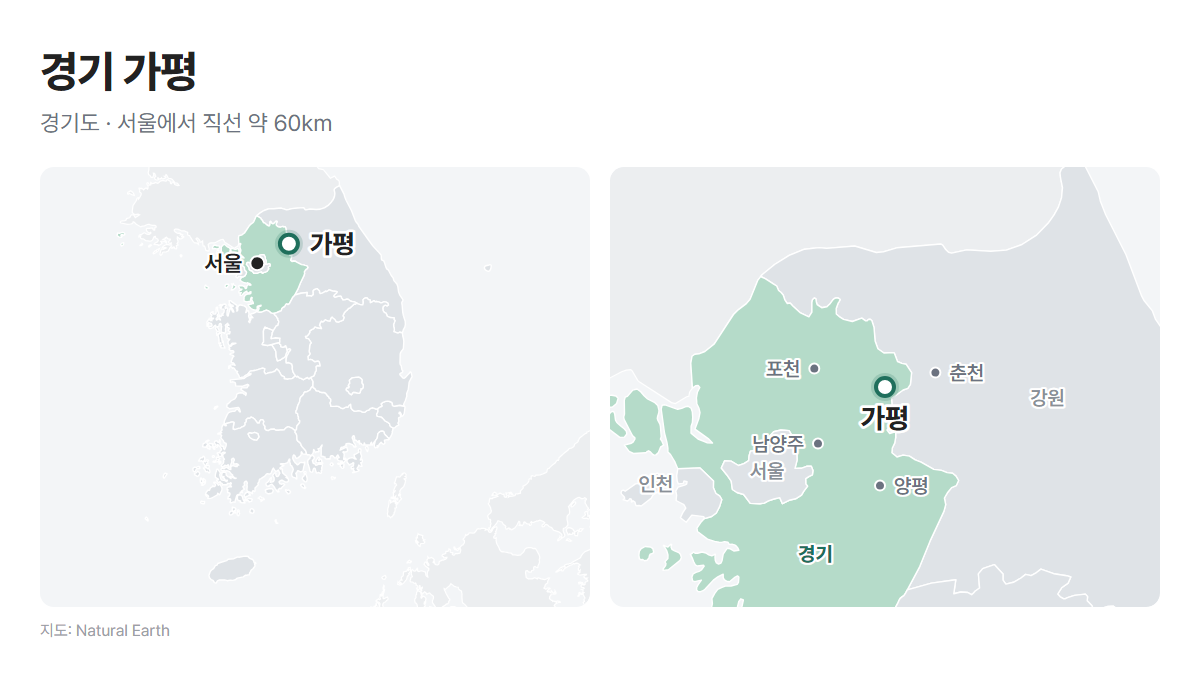 경기 가평
경기도 · 서울에서 직선 약 60km
가평
서울
포천
춘천
강원
가평
남양주
서울
인천
양평
경기
지도: Natural Earth